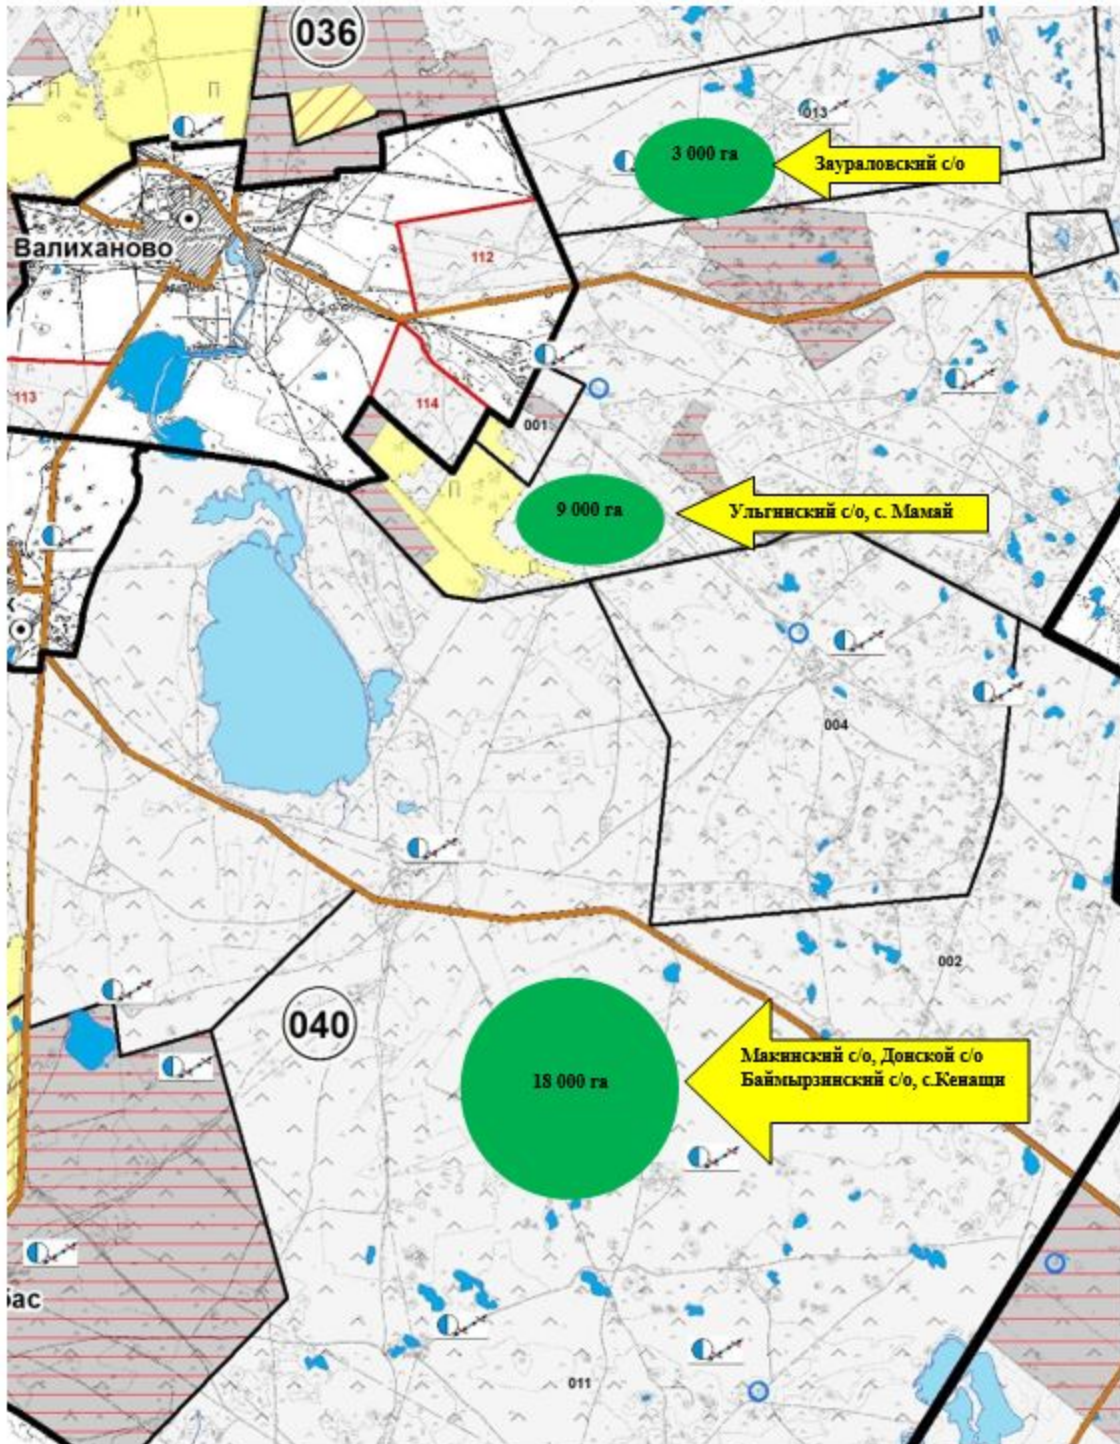 036
013
3 000 га
Заураловский с/о
Валиханово
112
113
114
001
9 000 га
Ульгинский с/о, с. Мамай
004
002
040
18 000 га
Макинский с/о, Донской с/о
Баймырзинский с/о, с.Кенащи
бас
011